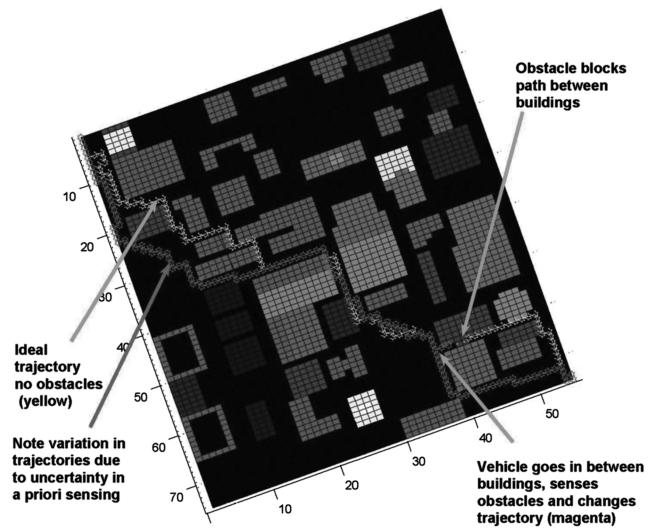 Obstacle blocks
path between
buildings
10
20
30
40
50
60
70
10
20
30
40
50
Ideal
trajectory
no obstacles
(yellow)
Note variation in
trajectories due
to uncertainty in
a priori sensing
Vehicle goes in between
buildings, senses
obstacles and changes
trajectory (magenta)